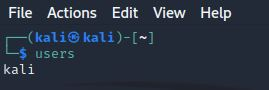 File Actions Edit View Help
┌──(kali㉿kali)-[~]
└─$ users
kali